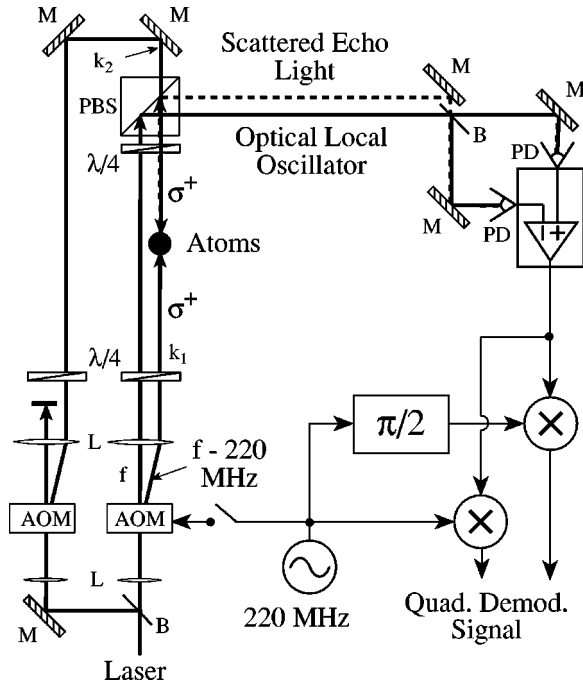 M
M
k2
Scattered Echo
Light
M
M
PBS
B
Optical Local
Oscillator
λ/4
PD
σ+
M
PD
− +
Atoms
σ+
λ/4
k1
L
f
f - 220
MHz
π/2
×
AOM
AOM
×
L
M
B
220 MHz
Quad. Demod.
Signal
Laser